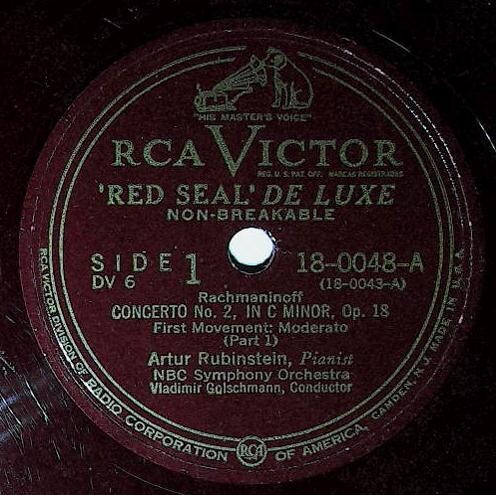 "HIS MASTER'S VOICE"
RCA VICTOR
REG. U. S. PAT. OFF. MARCAS REGISTRADAS
'RED SEAL' DE LUXE
NON-BREAKABLE
SIDE 1
DV 6
18-0048-A
(18-0043-A)
Rachmaninoff
CONCERTO No. 2, IN C MINOR, Op. 18
First Movement: Moderato
(Part 1)
Artur Rubinstein, Pianist
NBC Symphony Orchestra
Vladimir Golschmann, Conductor
RCA VICTOR DIVISION OF RADIO CORPORATION OF AMERICA, CAMDEN, N. J. MADE IN U.S.A.
RCA